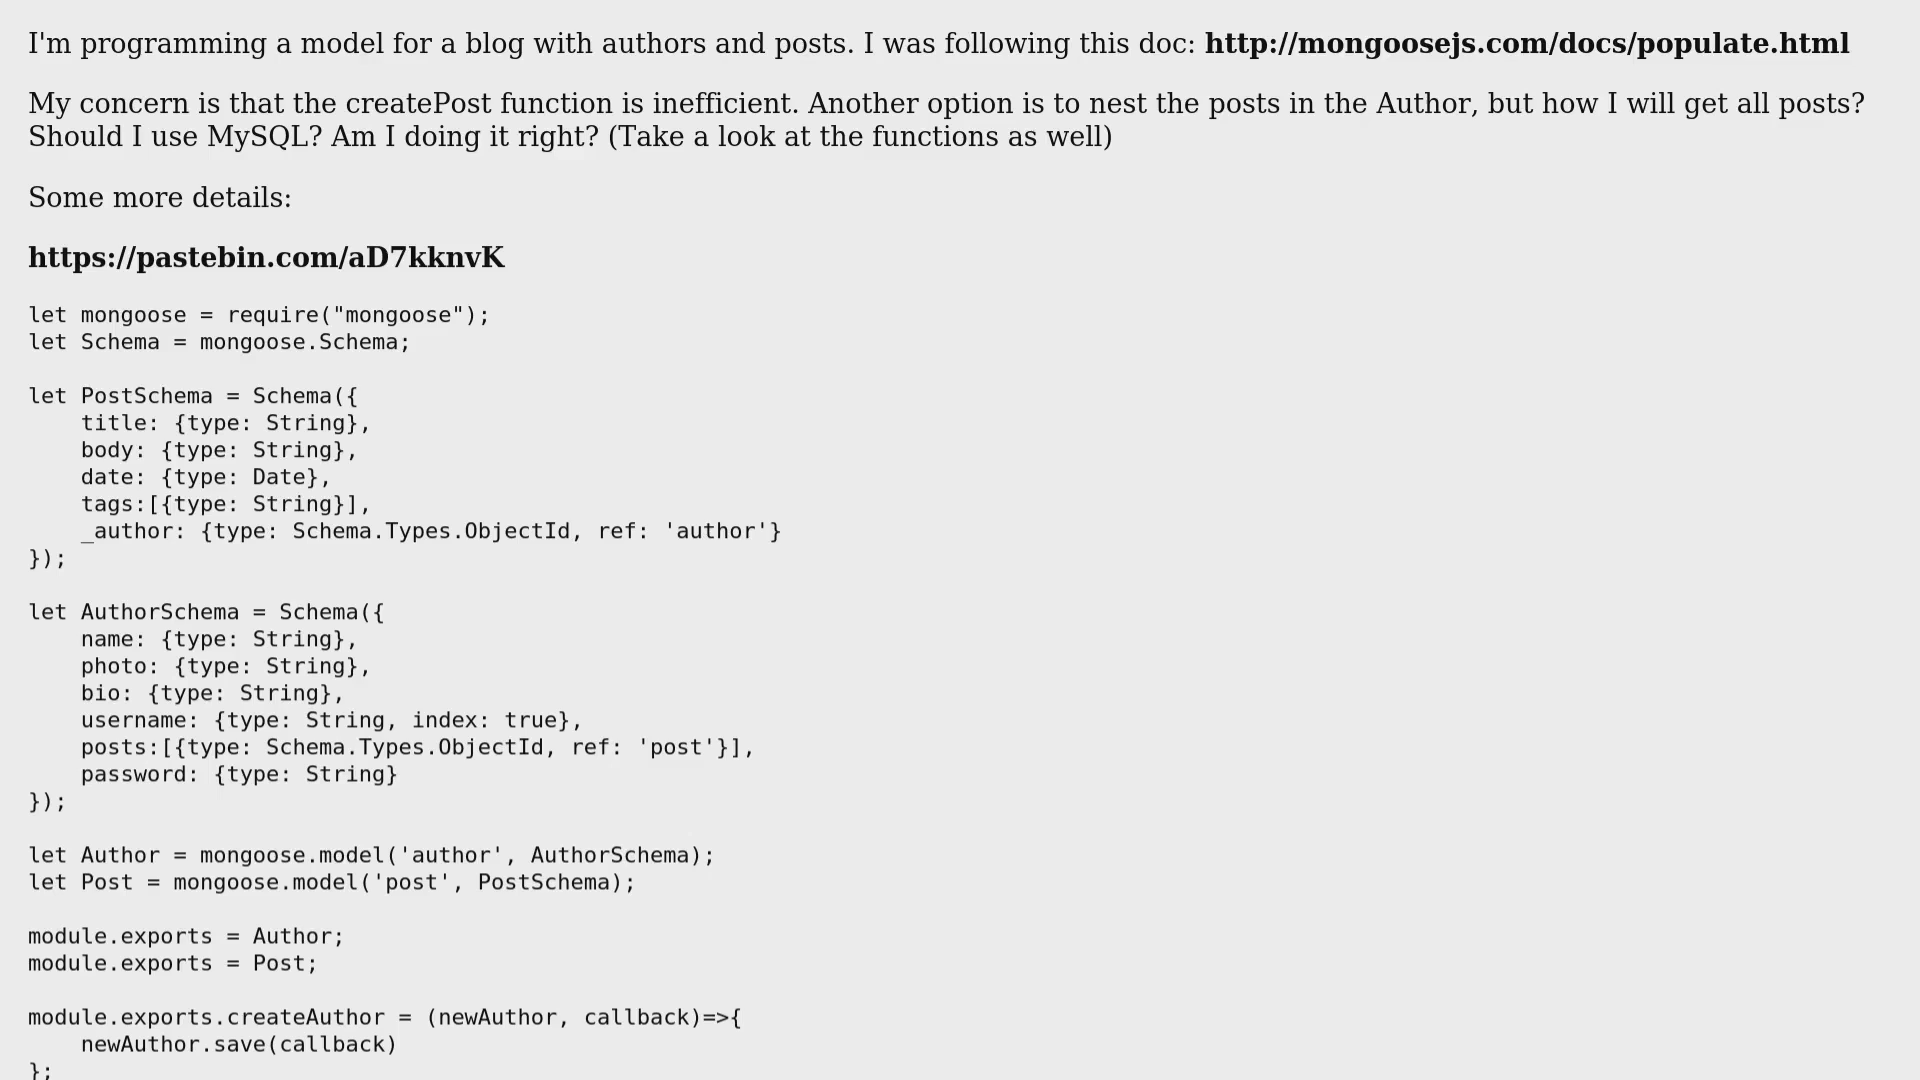 I'm programming a model for a blog with authors and posts. I was following this doc: http://mongoosejs.com/docs/populate.html
My concern is that the createPost function is inefficient. Another option is to nest the posts in the Author, but how I will get all posts?
Should I use MySQL? Am I doing it right? (Take a look at the functions as well)
Some more details:
https://pastebin.com/aD7kknvK
let mongoose = require("mongoose");
let Schema = mongoose.Schema;
let PostSchema = Schema({
    title: {type: String},
    body: {type: String},
    date: {type: Date},
    tags:[{type: String}],
    _author: {type: Schema.Types.ObjectId, ref: 'author'}
});
let AuthorSchema = Schema({
    name: {type: String},
    photo: {type: String},
    bio: {type: String},
    username: {type: String, index: true},
    posts:[{type: Schema.Types.ObjectId, ref: 'post'}],
    password: {type: String}
});
let Author = mongoose.model('author', AuthorSchema);
let Post = mongoose.model('post', PostSchema);
module.exports = Author;
module.exports = Post;
module.exports.createAuthor = (newAuthor, callback)=>{
    newAuthor.save(callback)
};